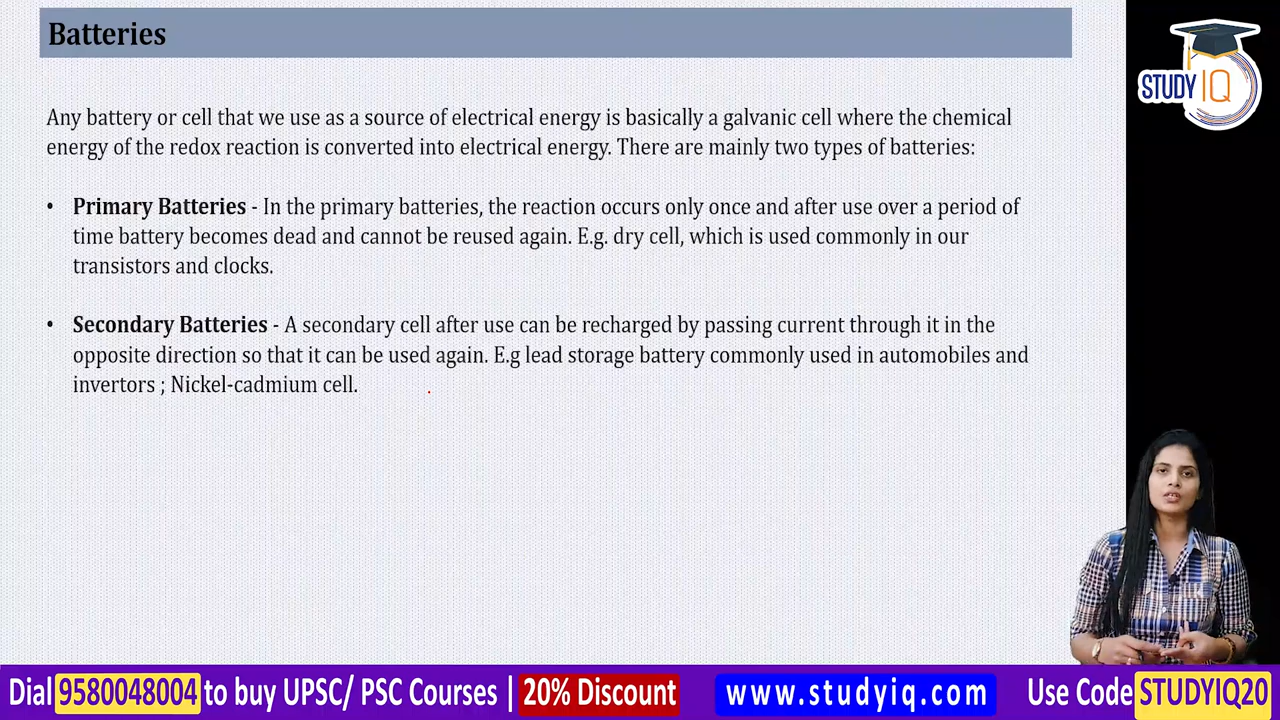 Batteries
STUDY IQ
Any battery or cell that we use as a source of electrical energy is basically a galvanic cell where the chemical
energy of the redox reaction is converted into electrical energy. There are mainly two types of batteries:
• Primary Batteries - In the primary batteries, the reaction occurs only once and after use over a period of
time battery becomes dead and cannot be reused again. E.g. dry cell, which is used commonly in our
transistors and clocks.
• Secondary Batteries - A secondary cell after use can be recharged by passing current through it in the
opposite direction so that it can be used again. E.g lead storage battery commonly used in automobiles and
invertors ; Nickel-cadmium cell.
Dial 9580048004 to buy UPSC/ PSC Courses | 20% Discount www.studyiq.com Use Code STUDYIQ20